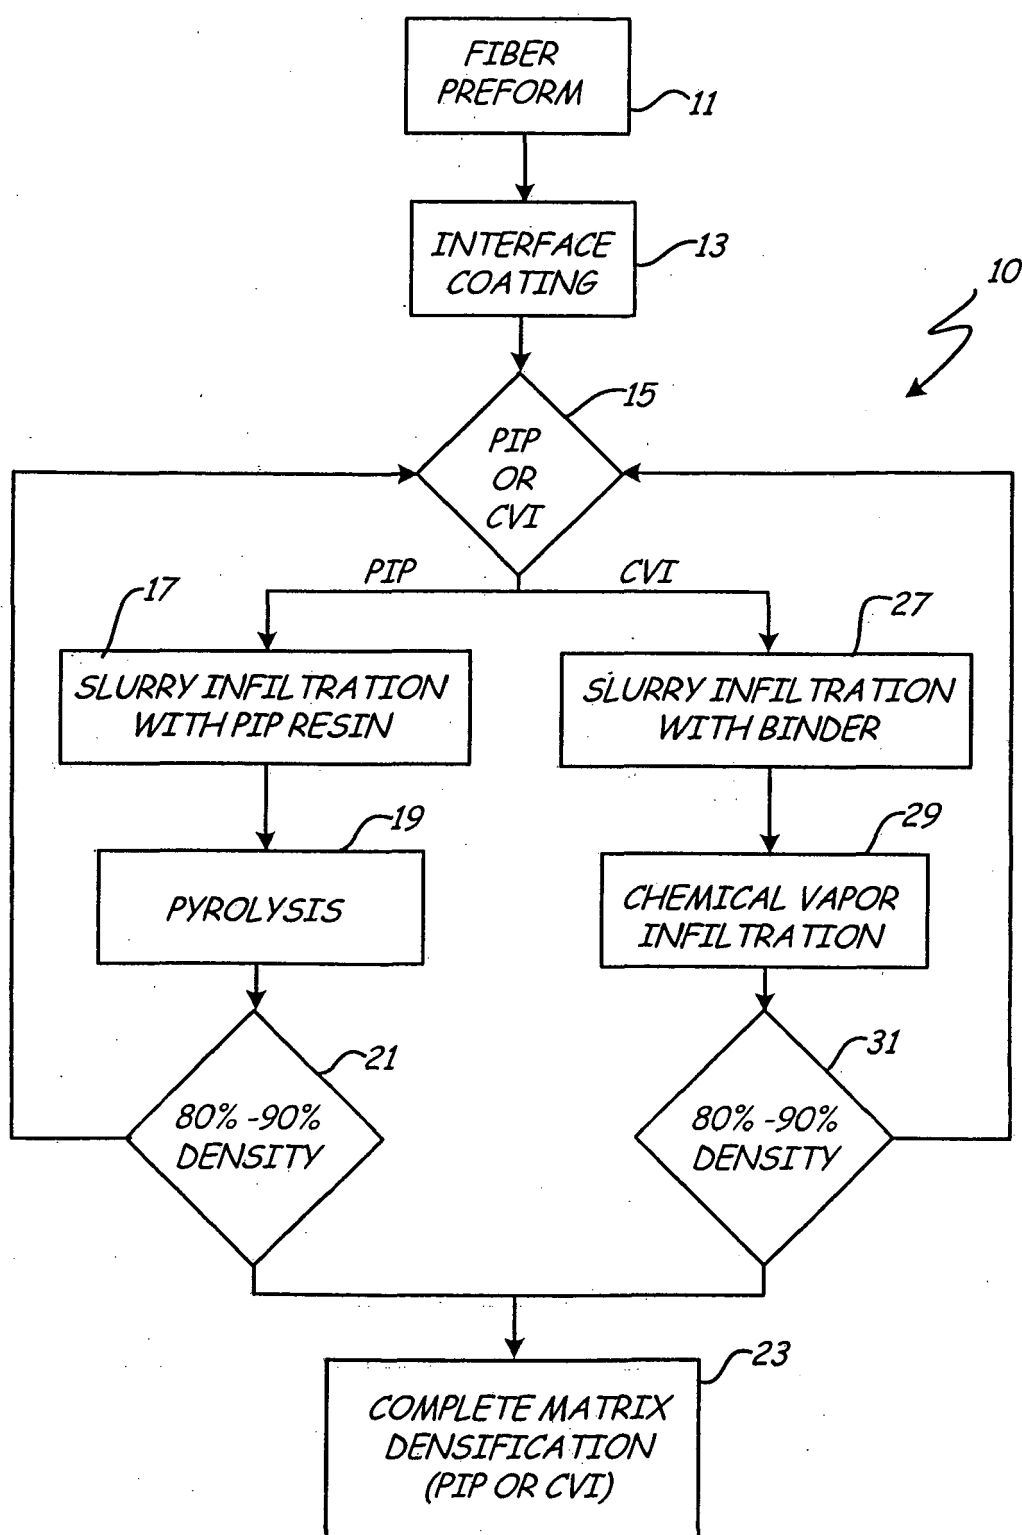 FIBER
PREFORM
11
INTERFACE
COATING
13
10
15
PIP
OR
CVI
PIP
CVI
17
27
SLURRY INFILTRATION
WITH PIP RESIN
SLURRY INFILTRATION
WITH BINDER
19
29
PYROLYSIS
CHEMICAL VAPOR
INFILTRATION
21
31
80% -90%
DENSITY
80% -90%
DENSITY
23
COMPLETE MATRIX
DENSIFICATION
(PIP OR CVI)